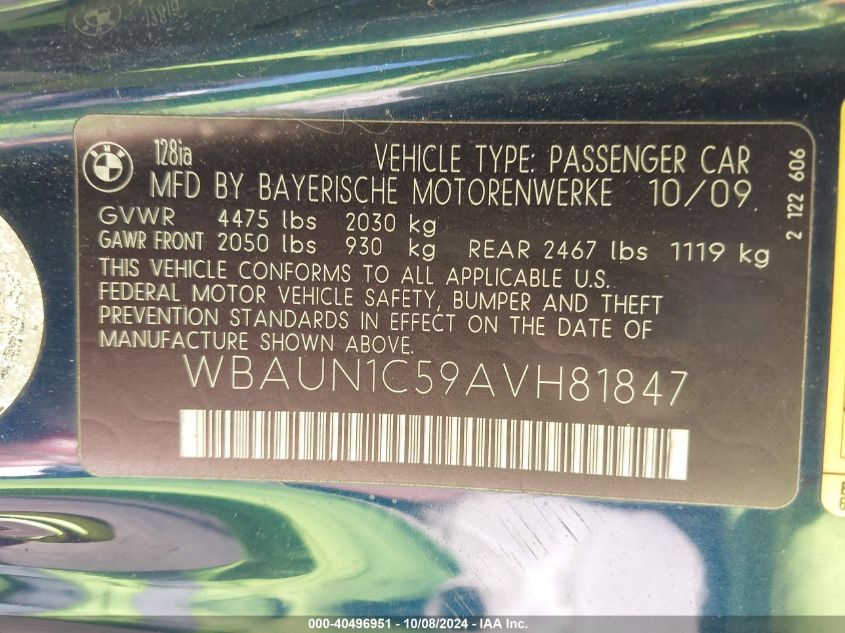 BMW
128ia
VEHICLE TYPE: PASSENGER CAR
MFD BY BAYERISCHE MOTORENWERKE 10/09
GVWR 4475 lbs 2030 kg
GAWR FRONT 2050 lbs 930 kg REAR 2467 lbs 1119 kg
THIS VEHICLE CONFORMS TO ALL APPLICABLE U.S.
FEDERAL MOTOR VEHICLE SAFETY, BUMPER AND THEFT
PREVENTION STANDARDS IN EFFECT ON THE DATE OF
MANUFACTURE SHOWN ABOVE.
WBAUN1C59AVH81847
2 122 606
000-40496951 - 10/08/2024 - IAA Inc.